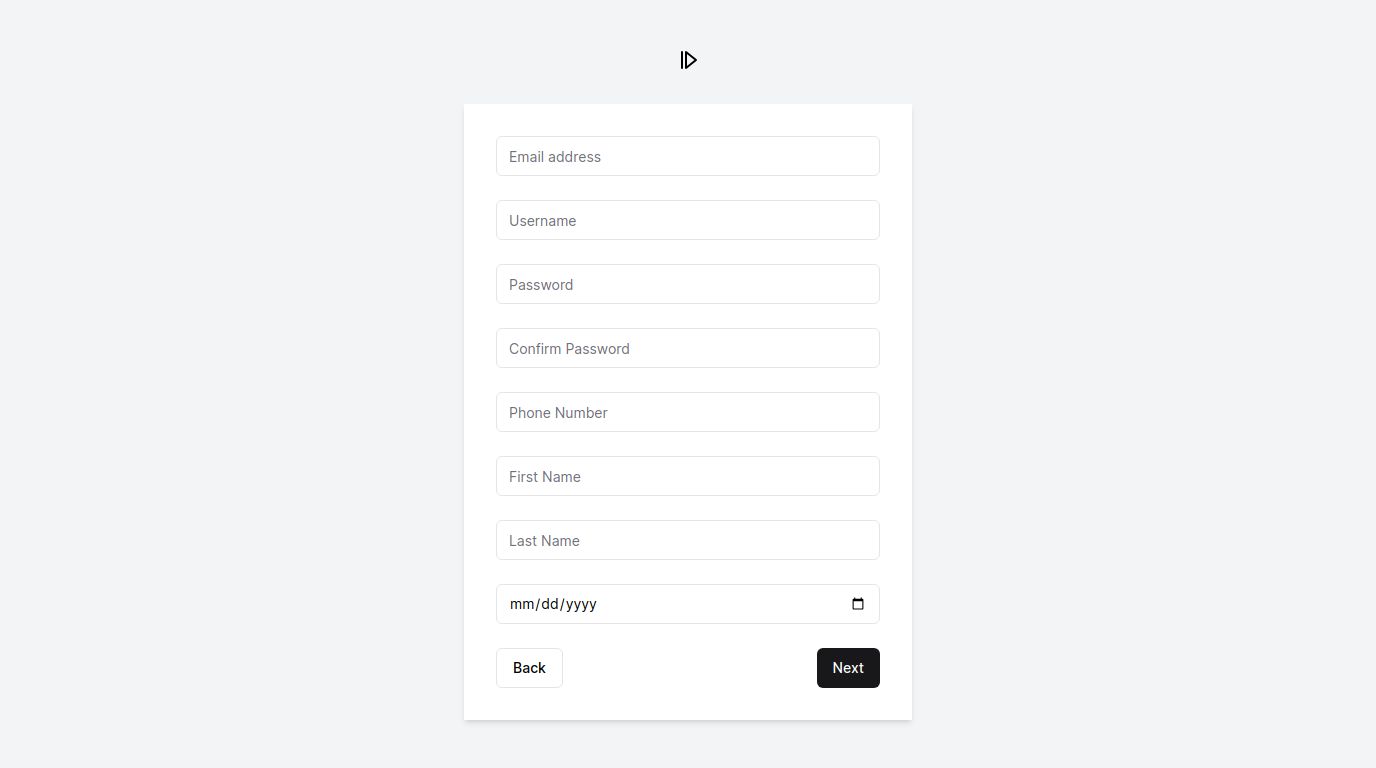 Email address
Username
Password
Confirm Password
Phone Number
First Name
Last Name
mm/dd/yyyy
Back
Next